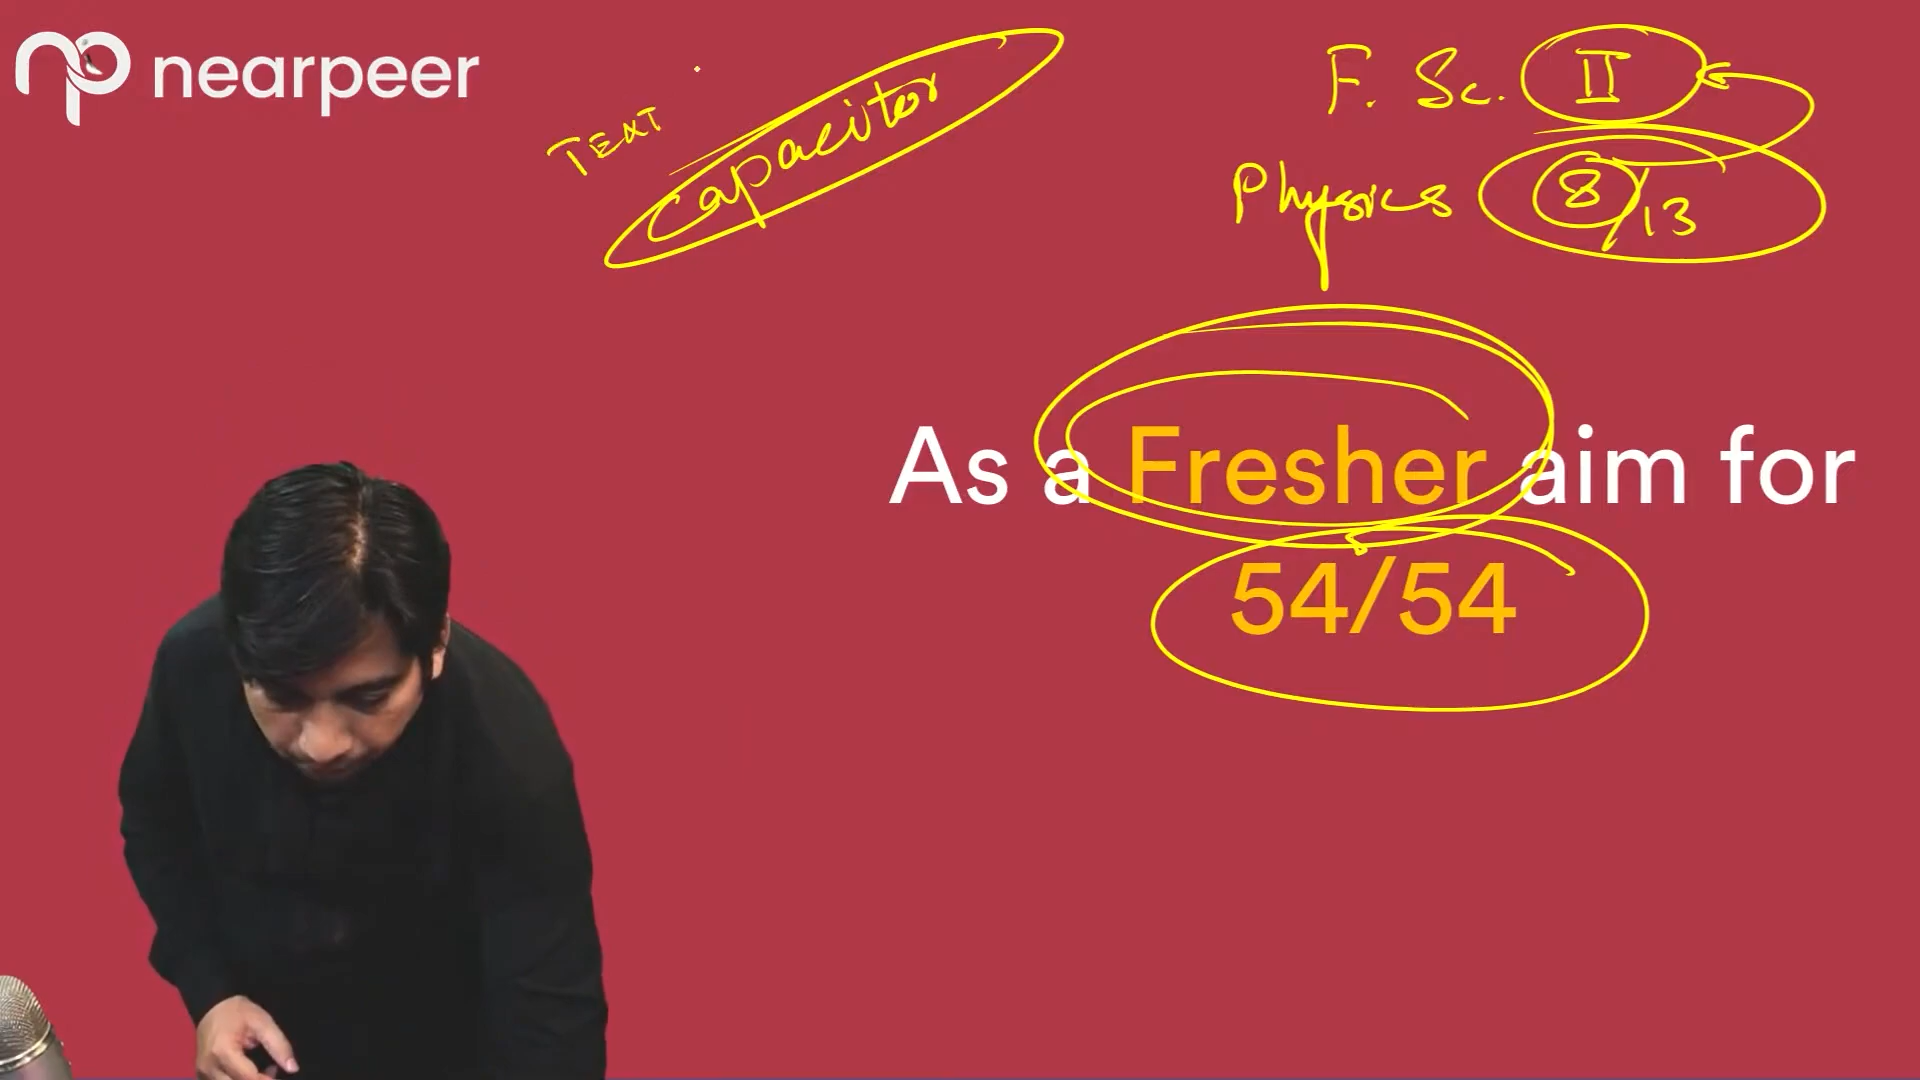 nearpeer
TEXT
capacitor
F. Sc. II
Physics 8/13
As a Fresher aim for
54/54